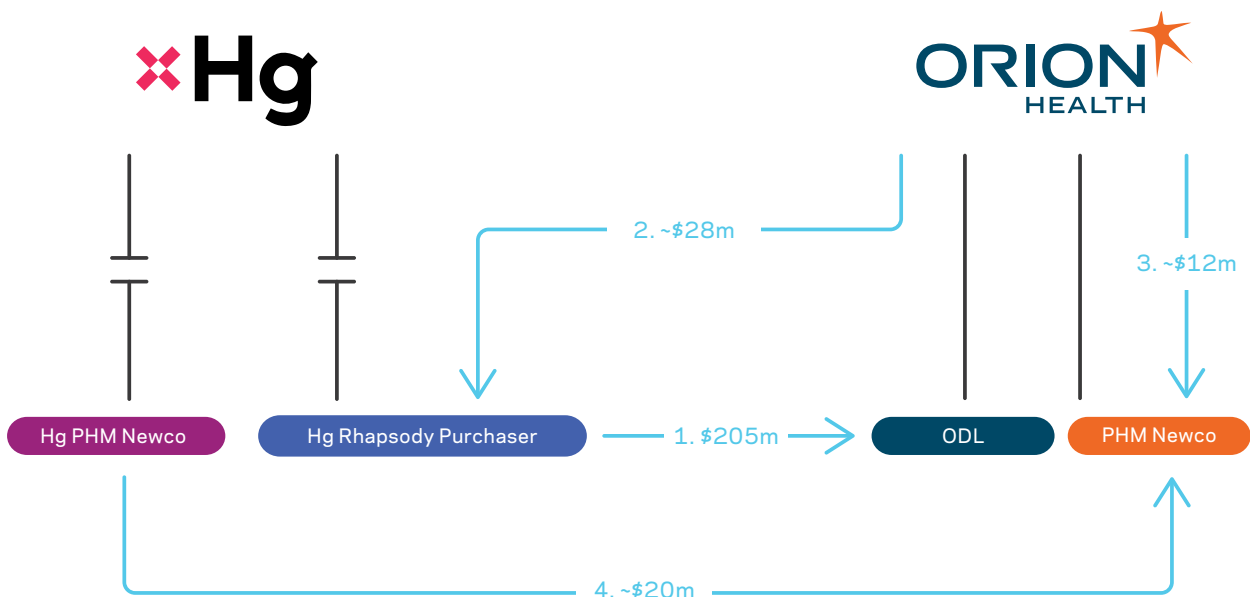 Hg
ORION
HEALTH
2. ~$28m
3. ~$12m
Hg PHM Newco
Hg Rhapsody Purchaser
1. $205m
ODL
PHM Newco
4. ~$20m